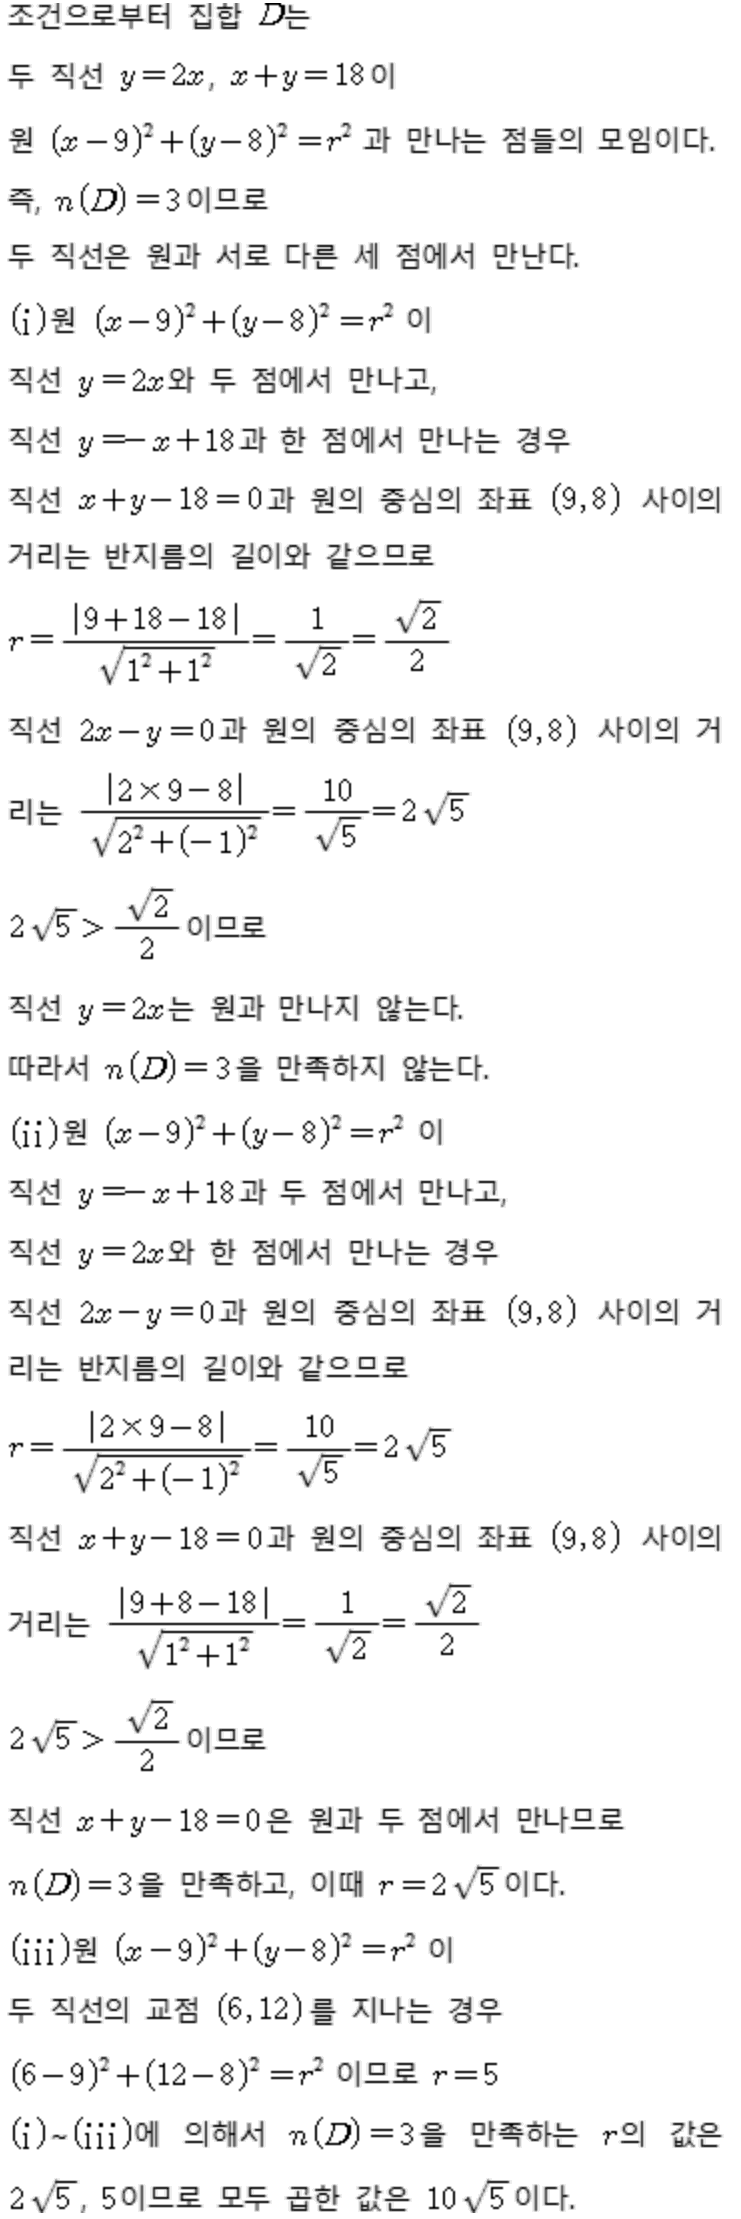 조건으로부터 집합 D는
두 직선 y=2x, x+y=18이
원 (x-9)²+(y-8)²=r² 과 만나는 점들의 모임이다.
즉, n(D)=3이므로
두 직선은 원과 서로 다른 세 점에서 만난다.
(i)원 (x-9)²+(y-8)²=r² 이
직선 y=2x와 두 점에서 만나고,
직선 y=-x+18과 한 점에서 만나는 경우
직선 x+y-18=0과 원의 중심의 좌표 (9,8) 사이의
거리는 반지름의 길이와 같으므로
r=|9+18-18|/√(1²+1²)=1/√2=√2/2
직선 2x-y=0과 원의 중심의 좌표 (9,8) 사이의 거
리는 |2×9-8|/√(2²+(-1)²)=10/√5=2√5
2√5>√2/2이므로
직선 y=2x는 원과 만나지 않는다.
따라서 n(D)=3을 만족하지 않는다.
(ii)원 (x-9)²+(y-8)²=r² 이
직선 y=-x+18과 두 점에서 만나고,
직선 y=2x와 한 점에서 만나는 경우
직선 2x-y=0과 원의 중심의 좌표 (9,8) 사이의 거
리는 반지름의 길이와 같으므로
r=|2×9-8|/√(2²+(-1)²)=10/√5=2√5
직선 x+y-18=0과 원의 중심의 좌표 (9,8) 사이의
거리는 |9+8-18|/√(1²+1²)=1/√2=√2/2
2√5>√2/2이므로
직선 x+y-18=0은 원과 두 점에서 만나므로
n(D)=3을 만족하고, 이때 r=2√5이다.
(iii)원 (x-9)²+(y-8)²=r² 이
두 직선의 교점 (6,12)를 지나는 경우
(6-9)²+(12-8)²=r² 이므로 r=5
(i)~(iii)에 의해서 n(D)=3을 만족하는 r의 값은
2√5, 5이므로 모두 곱한 값은 10√5이다.